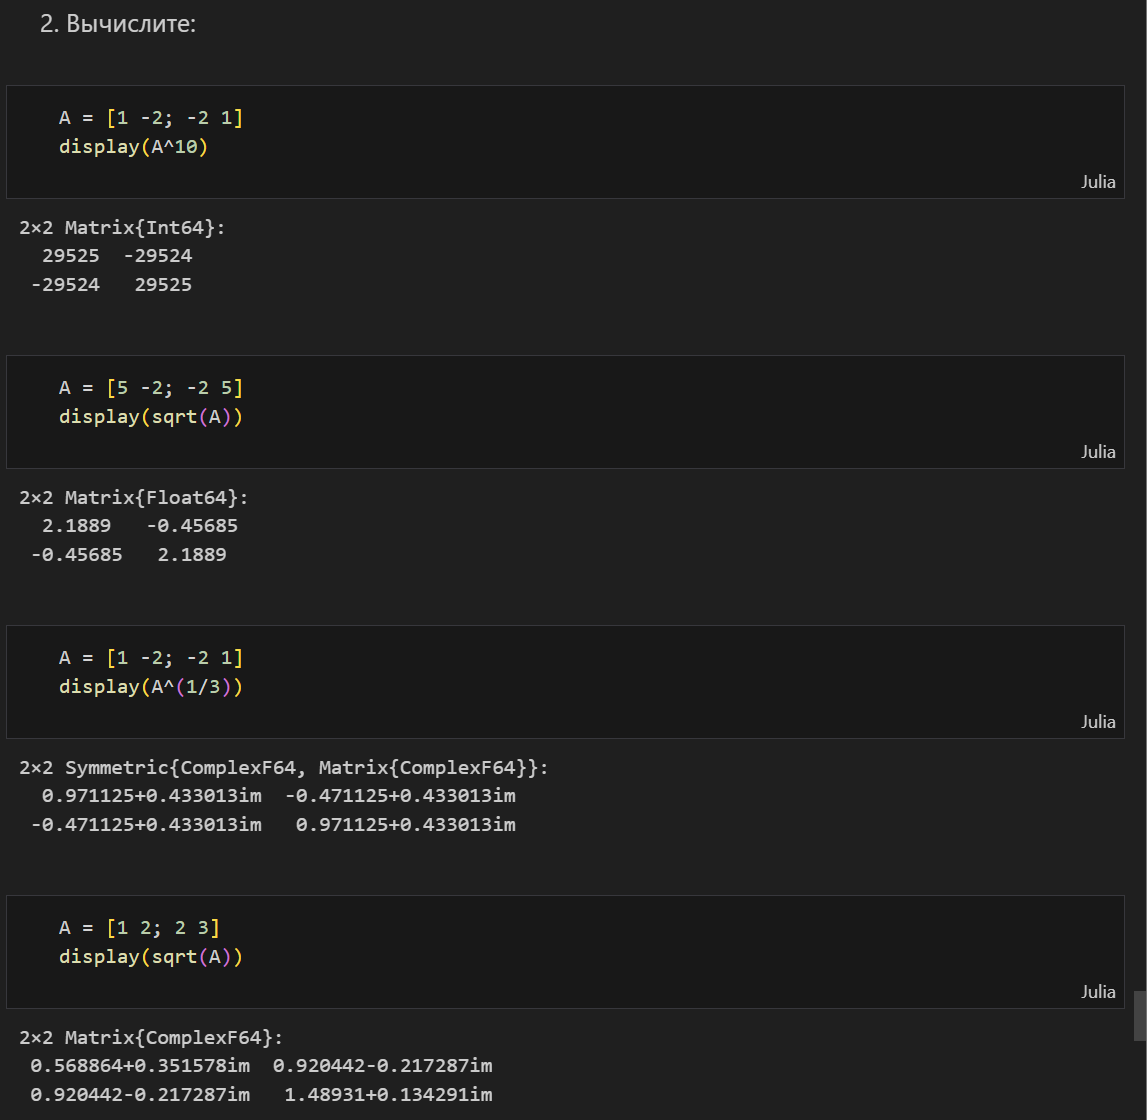 2. Вычислите:
A = [1 -2; -2 1]
display(A^10)
Julia
2×2 Matrix{Int64}:
29525 -29524
-29524 29525
A = [5 -2; -2 5]
display(sqrt(A))
Julia
2×2 Matrix{Float64}:
2.1889 -0.45685
-0.45685 2.1889
A = [1 -2; -2 1]
display(A^(1/3))
Julia
2×2 Symmetric{ComplexF64, Matrix{ComplexF64}}:
0.971125+0.433013im -0.471125+0.433013im
-0.471125+0.433013im 0.971125+0.433013im
A = [1 2; 2 3]
display(sqrt(A))
Julia
2×2 Matrix{ComplexF64}:
0.568864+0.351578im 0.920442-0.217287im
0.920442-0.217287im 1.48931+0.134291im